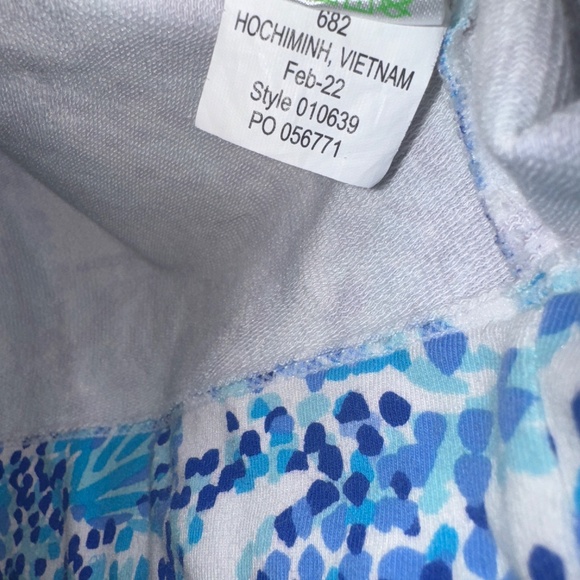 682
HOCHIMINH, VIETNAM
Feb-22
Style 010639
PO 056771